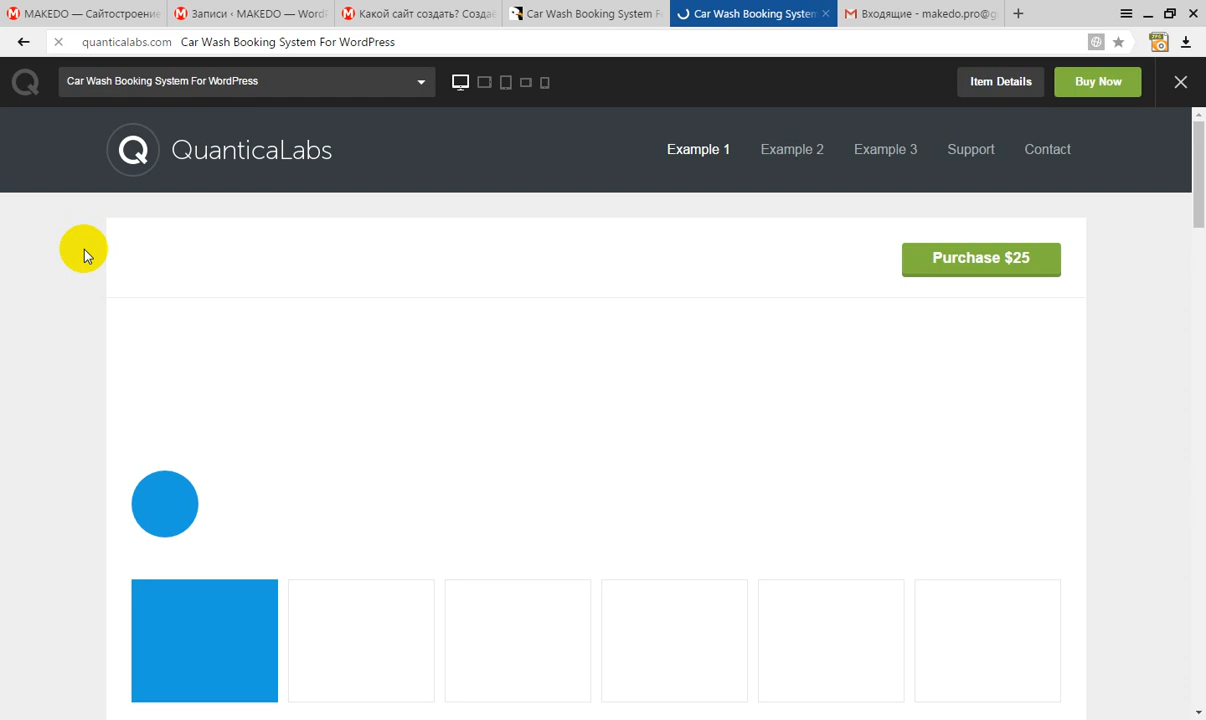 MAKEDO — Сайтостроение
Записи ‹ MAKEDO — Word
Какой сайт создать? Созда
Car Wash Booking System F
Car Wash Booking System
Входящие - makedo.pro@g
quanticalabs.com Car Wash Booking System For WordPress
Car Wash Booking System For WordPress
Item Details
Buy Now
Q QuanticaLabs
Example 1
Example 2
Example 3
Support
Contact
Purchase $25